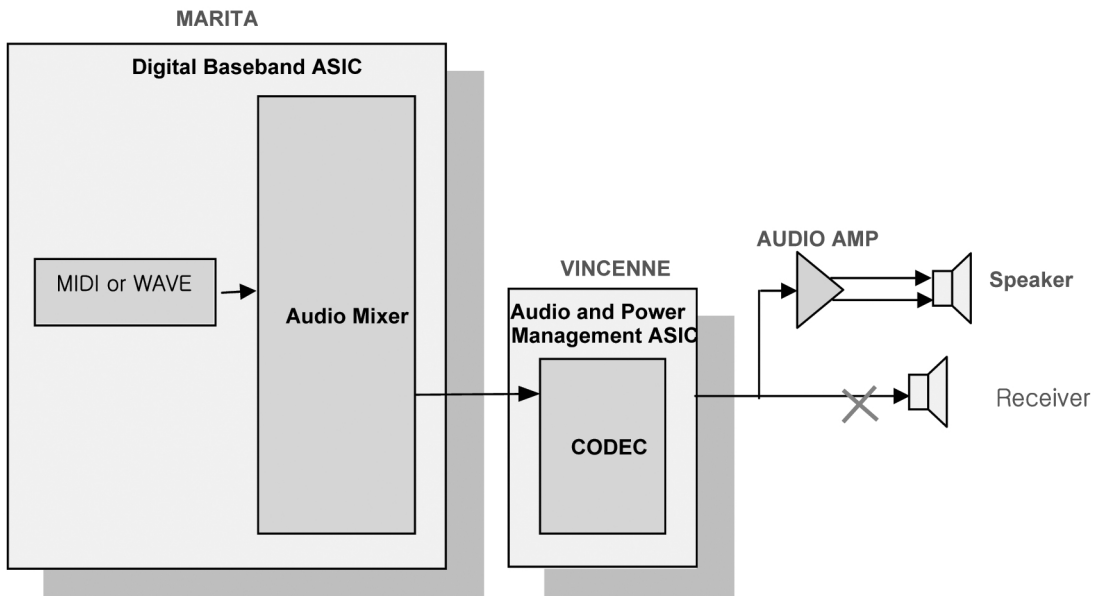 MARITA
Digital Baseband ASIC
MIDI or WAVE
Audio Mixer
VINCENNE
Audio and Power
Management ASIC
CODEC
AUDIO AMP
Speaker
Receiver